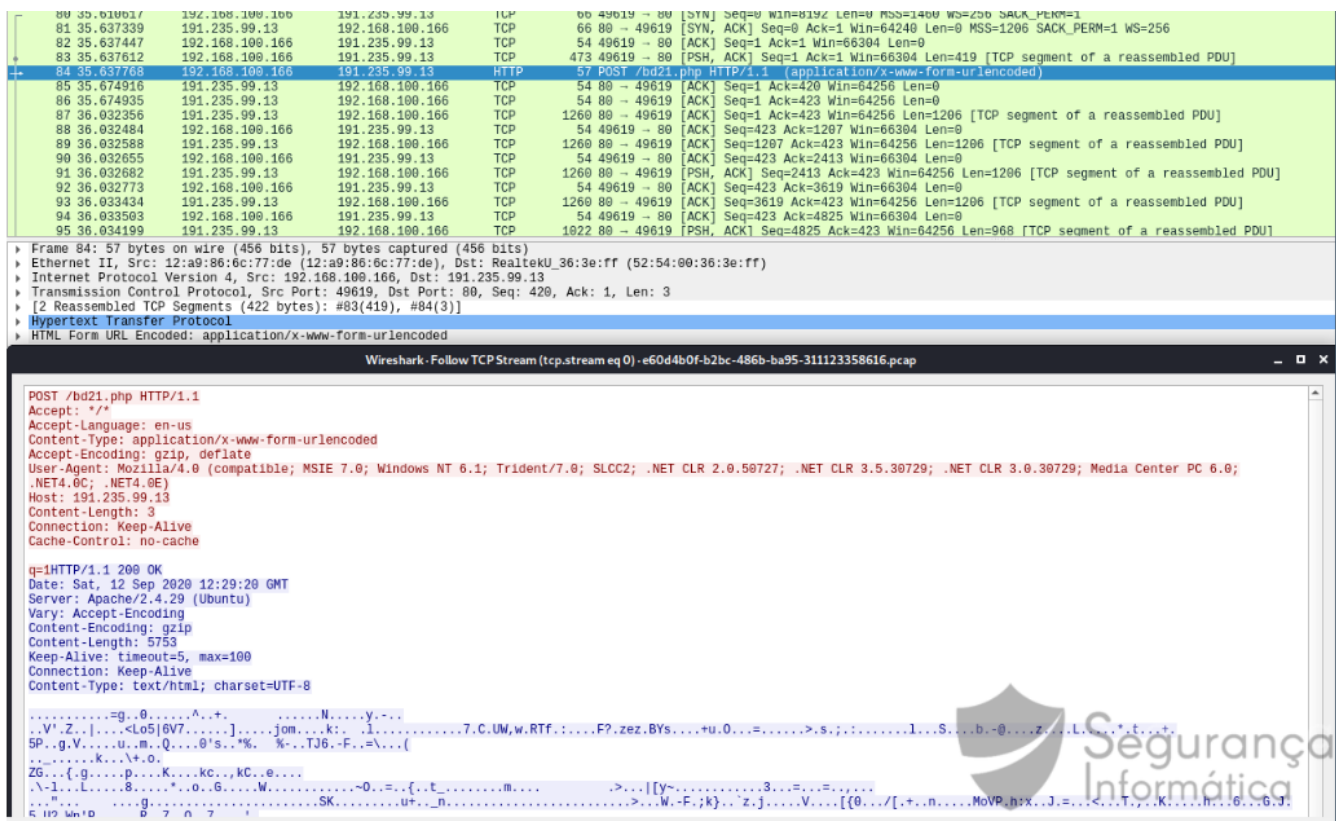 80 35.610617 192.168.100.166 191.235.99.13 TCP 66 49619 → 80 [SYN] Seq=0 Win=8192 Len=0 MSS=1460 WS=256 SACK_PERM=1
81 35.637339 191.235.99.13 192.168.100.166 TCP 66 80 → 49619 [SYN, ACK] Seq=0 Ack=1 Win=64240 Len=0 MSS=1206 SACK_PERM=1 WS=256
82 35.637447 192.168.100.166 191.235.99.13 TCP 54 49619 → 80 [ACK] Seq=1 Ack=1 Win=66304 Len=0
83 35.637612 192.168.100.166 191.235.99.13 TCP 473 49619 → 80 [PSH, ACK] Seq=1 Ack=1 Win=66304 Len=419 [TCP segment of a reassembled PDU]
84 35.637768 192.168.100.166 191.235.99.13 HTTP 57 POST /bd21.php HTTP/1.1 (application/x-www-form-urlencoded)
85 35.674916 191.235.99.13 192.168.100.166 TCP 54 80 → 49619 [ACK] Seq=1 Ack=420 Win=64256 Len=0
86 35.674935 191.235.99.13 192.168.100.166 TCP 54 80 → 49619 [ACK] Seq=1 Ack=423 Win=64256 Len=0
87 36.032356 191.235.99.13 192.168.100.166 TCP 1260 80 → 49619 [ACK] Seq=1 Ack=423 Win=64256 Len=1206 [TCP segment of a reassembled PDU]
88 36.032484 192.168.100.166 191.235.99.13 TCP 54 49619 → 80 [ACK] Seq=423 Ack=1207 Win=66304 Len=0
89 36.032588 191.235.99.13 192.168.100.166 TCP 1260 80 → 49619 [ACK] Seq=1207 Ack=423 Win=64256 Len=1206 [TCP segment of a reassembled PDU]
90 36.032655 192.168.100.166 191.235.99.13 TCP 54 49619 → 80 [ACK] Seq=423 Ack=2413 Win=66304 Len=0
91 36.032682 191.235.99.13 192.168.100.166 TCP 1260 80 → 49619 [PSH, ACK] Seq=2413 Ack=423 Win=64256 Len=1206 [TCP segment of a reassembled PDU]
92 36.032773 192.168.100.166 191.235.99.13 TCP 54 49619 → 80 [ACK] Seq=423 Ack=3619 Win=66304 Len=0
93 36.033434 191.235.99.13 192.168.100.166 TCP 1260 80 → 49619 [ACK] Seq=3619 Ack=423 Win=64256 Len=1206 [TCP segment of a reassembled PDU]
94 36.033503 192.168.100.166 191.235.99.13 TCP 54 49619 → 80 [ACK] Seq=423 Ack=4825 Win=66304 Len=0
95 36.034199 191.235.99.13 192.168.100.166 TCP 1022 80 → 49619 [PSH, ACK] Seq=4825 Ack=423 Win=64256 Len=968 [TCP segment of a reassembled PDU]
Frame 84: 57 bytes on wire (456 bits), 57 bytes captured (456 bits)
Ethernet II, Src: 12:a9:86:6c:77:de (12:a9:86:6c:77:de), Dst: RealtekU_36:3e:ff (52:54:00:36:3e:ff)
Internet Protocol Version 4, Src: 192.168.100.166, Dst: 191.235.99.13
Transmission Control Protocol, Src Port: 49619, Dst Port: 80, Seq: 420, Ack: 1, Len: 3
[2 Reassembled TCP Segments (422 bytes): #83(419), #84(3)]
Hypertext Transfer Protocol
HTML Form URL Encoded: application/x-www-form-urlencoded
Wireshark · Follow TCP Stream (tcp.stream eq 0) · e60d4b0f-b2bc-486b-ba95-311123358616.pcap
POST /bd21.php HTTP/1.1
Accept: */*
Accept-Language: en-us
Content-Type: application/x-www-form-urlencoded
Accept-Encoding: gzip, deflate
User-Agent: Mozilla/4.0 (compatible; MSIE 7.0; Windows NT 6.1; Trident/7.0; SLCC2; .NET CLR 2.0.50727; .NET CLR 3.5.30729; .NET CLR 3.0.30729; Media Center PC 6.0;
.NET4.0C; .NET4.0E)
Host: 191.235.99.13
Content-Length: 3
Connection: Keep-Alive
Cache-Control: no-cache
q=1HTTP/1.1 200 OK
Date: Sat, 12 Sep 2020 12:29:20 GMT
Server: Apache/2.4.29 (Ubuntu)
Vary: Accept-Encoding
Content-Encoding: gzip
Content-Length: 5753
Keep-Alive: timeout=5, max=100
Connection: Keep-Alive
Content-Type: text/html; charset=UTF-8
Segurança
Informática